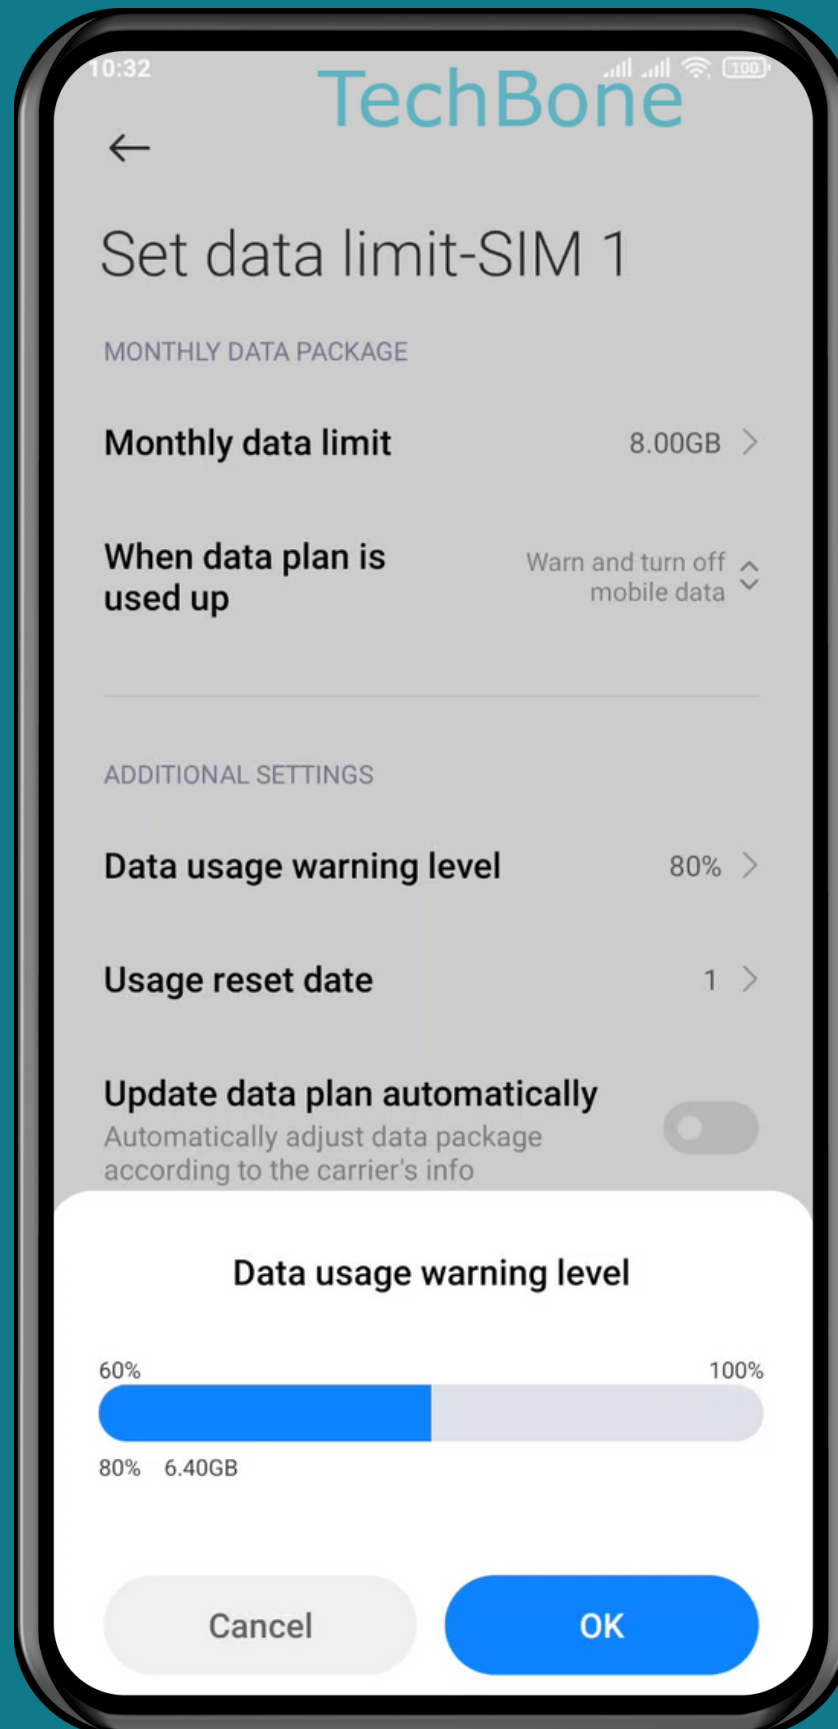 10:32
TechBone
100
Set data limit-SIM 1
MONTHLY DATA PACKAGE
Monthly data limit 8.00GB
When data plan is used up
Warn and turn off mobile data
ADDITIONAL SETTINGS
Data usage warning level 80%
Usage reset date 1
Update data plan automatically
Automatically adjust data package
according to the carrier's info
Data usage warning level
60% 100%
80% 6.40GB
Cancel OK